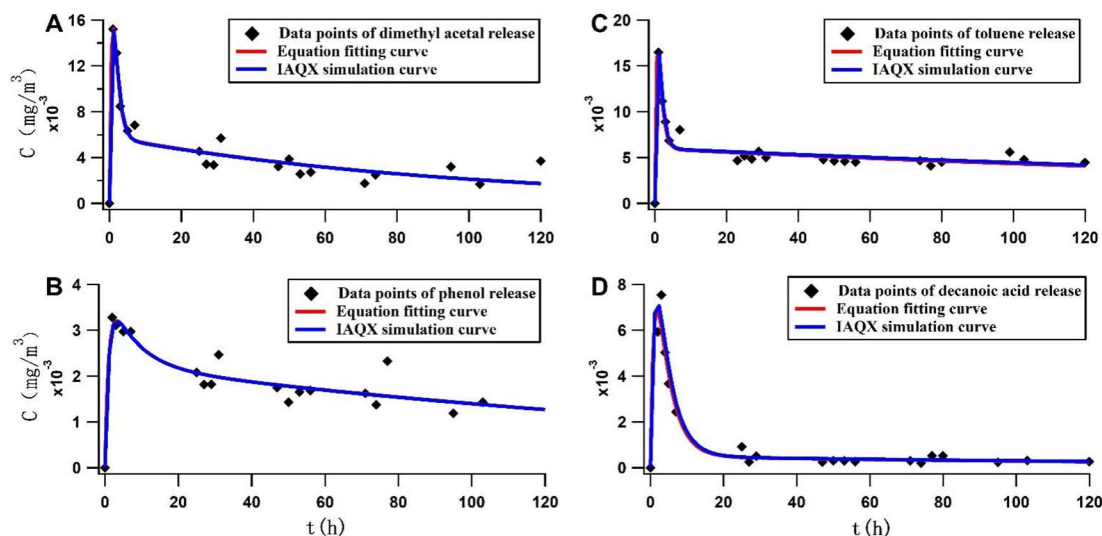 A
16
12
8
4
0
C (mg/m³)
x10⁻³
Data points of dimethyl acetal release
Equation fitting curve
IAQX simulation curve
0 20 40 60 80 100 120
C
20
15
10
5
0
x10⁻³
Data points of toluene release
Equation fitting curve
IAQX simulation curve
0 20 40 60 80 100 120
B
4
3
2
1
0
C (mg/m³)
x10⁻³
Data points of phenol release
Equation fitting curve
IAQX simulation curve
0 20 40 60 80 100 120
t(h)
D
8
6
4
2
0
x10⁻³
Data points of decanoic acid release
Equation fitting curve
IAQX simulation curve
0 20 40 60 80 100 120
t(h)